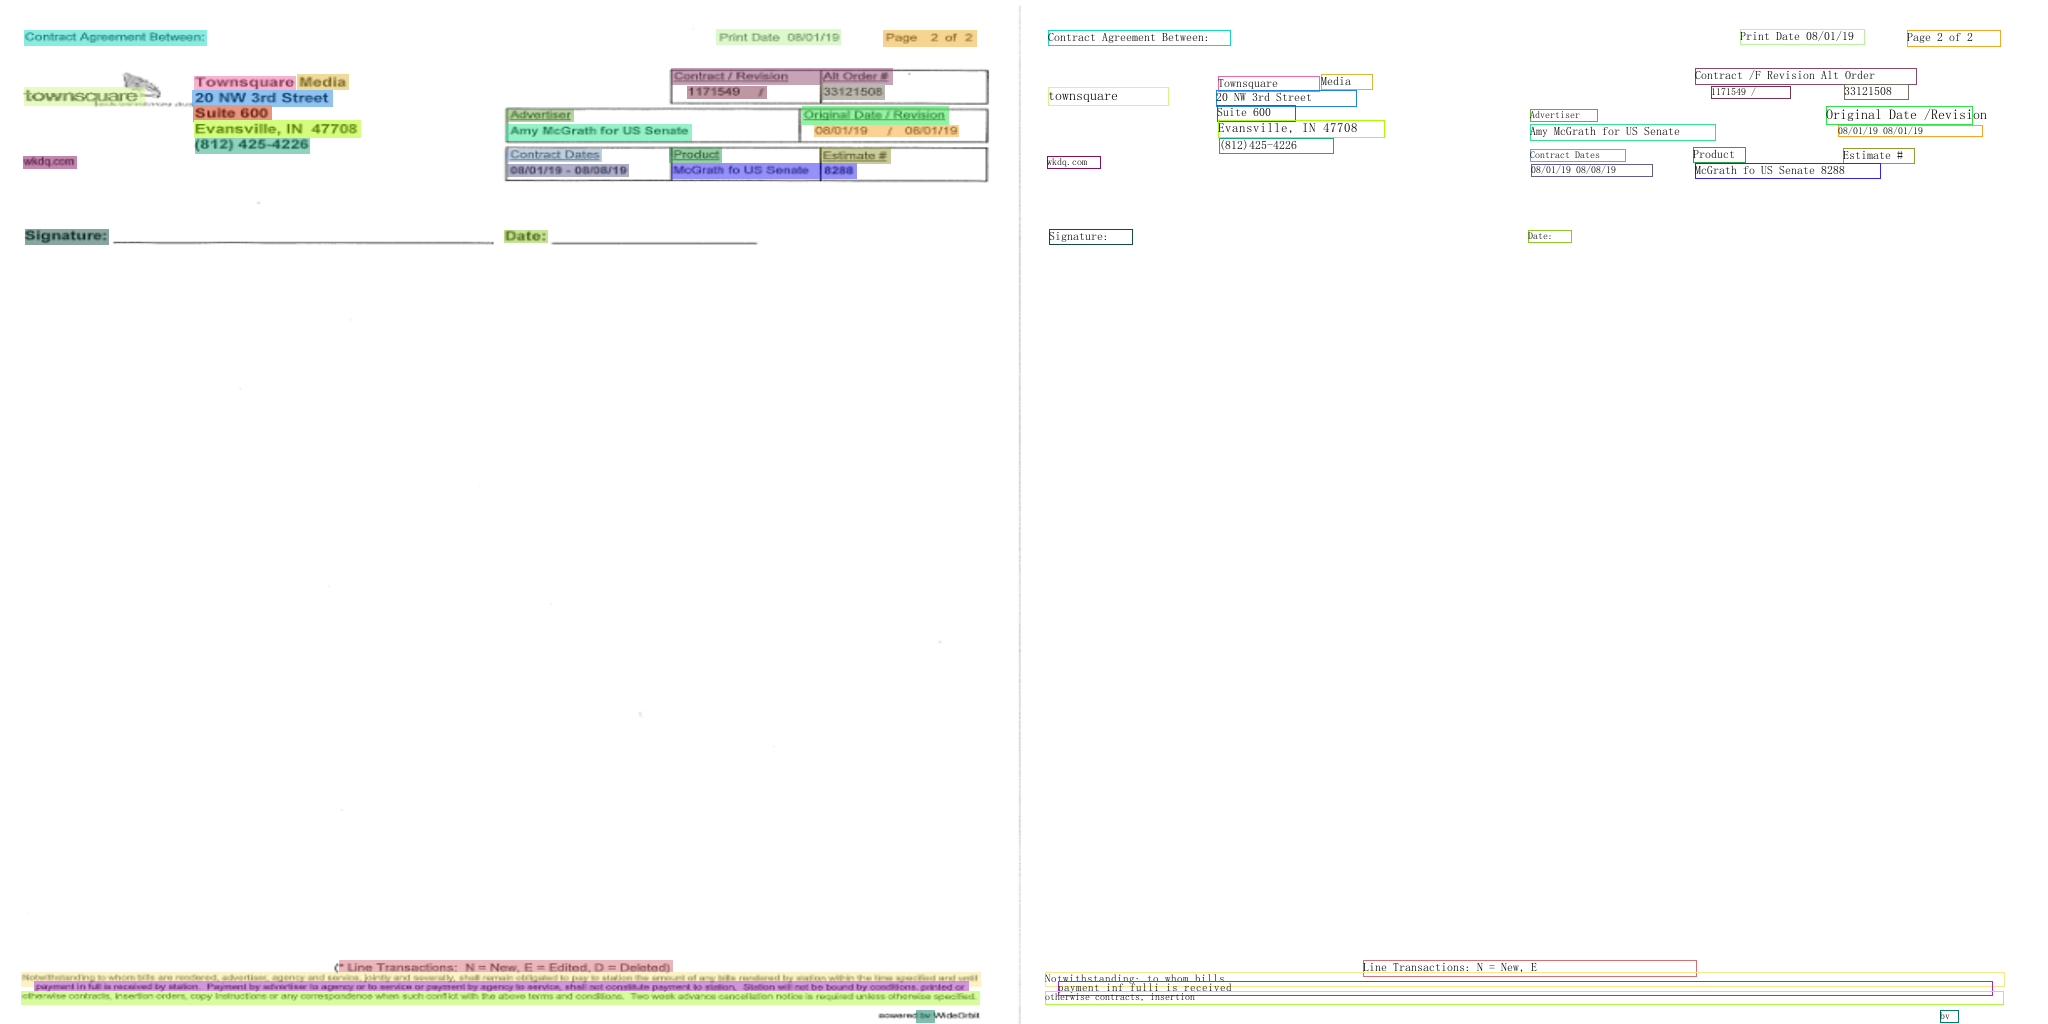 Contract Agreement Between:
Print Date 08/01/19
Page 2 of 2
townsquare
Townsquare Media
20 NW 3rd Street
Suite 600
Evansville, IN 47708
(812) 425-4226
wkdq.com
Contract / Revision
Alt Order #
1171549 /
33121508
Advertiser
Original Date / Revision
Amy McGrath for US Senate
08/01/19 / 08/01/19
Contract Dates
Product
Estimate #
08/01/19 - 08/08/19
McGrath fo US Senate
8288
Signature:
Date:
(* Line Transactions: N = New, E = Edited, D = Deleted)
Notwithstanding to whom bills are rendered, advertiser, agency and service, jointly and severally, shall remain obligated to pay to station the amount of any bills rendered by station within the time specified and until
payment in full is received by station. Payment by advertiser to agency or to service or payment by agency to service, shall not constitute payment to station. Station will not be bound by conditions, printed or
otherwise contracts, insertion orders, copy instructions or any correspondence when such conflict with the above terms and conditions. Two week advance cancellation notice is required unless otherwise specified.
powered by WideOrbit
Contract Agreement Between:
Print Date 08/01/19
Page 2 of 2
townsquare
Townsquare
Media
20 NW 3rd Street
Suite 600
Evansville, IN 47708
(812)425-4226
wkdq.com
Contract /F Revision Alt Order
1171549 /
33121508
Advertiser
Original Date /Revision
Amy McGrath for US Senate
08/01/19 08/01/19
Contract Dates
Product
Estimate #
08/01/19 08/08/19
McGrath fo US Senate 8288
Signature:
Date:
Line Transactions: N = New, E
Notwithstanding: to whom bills
payment inf fulli is received
otherwise contracts, insertion
bv